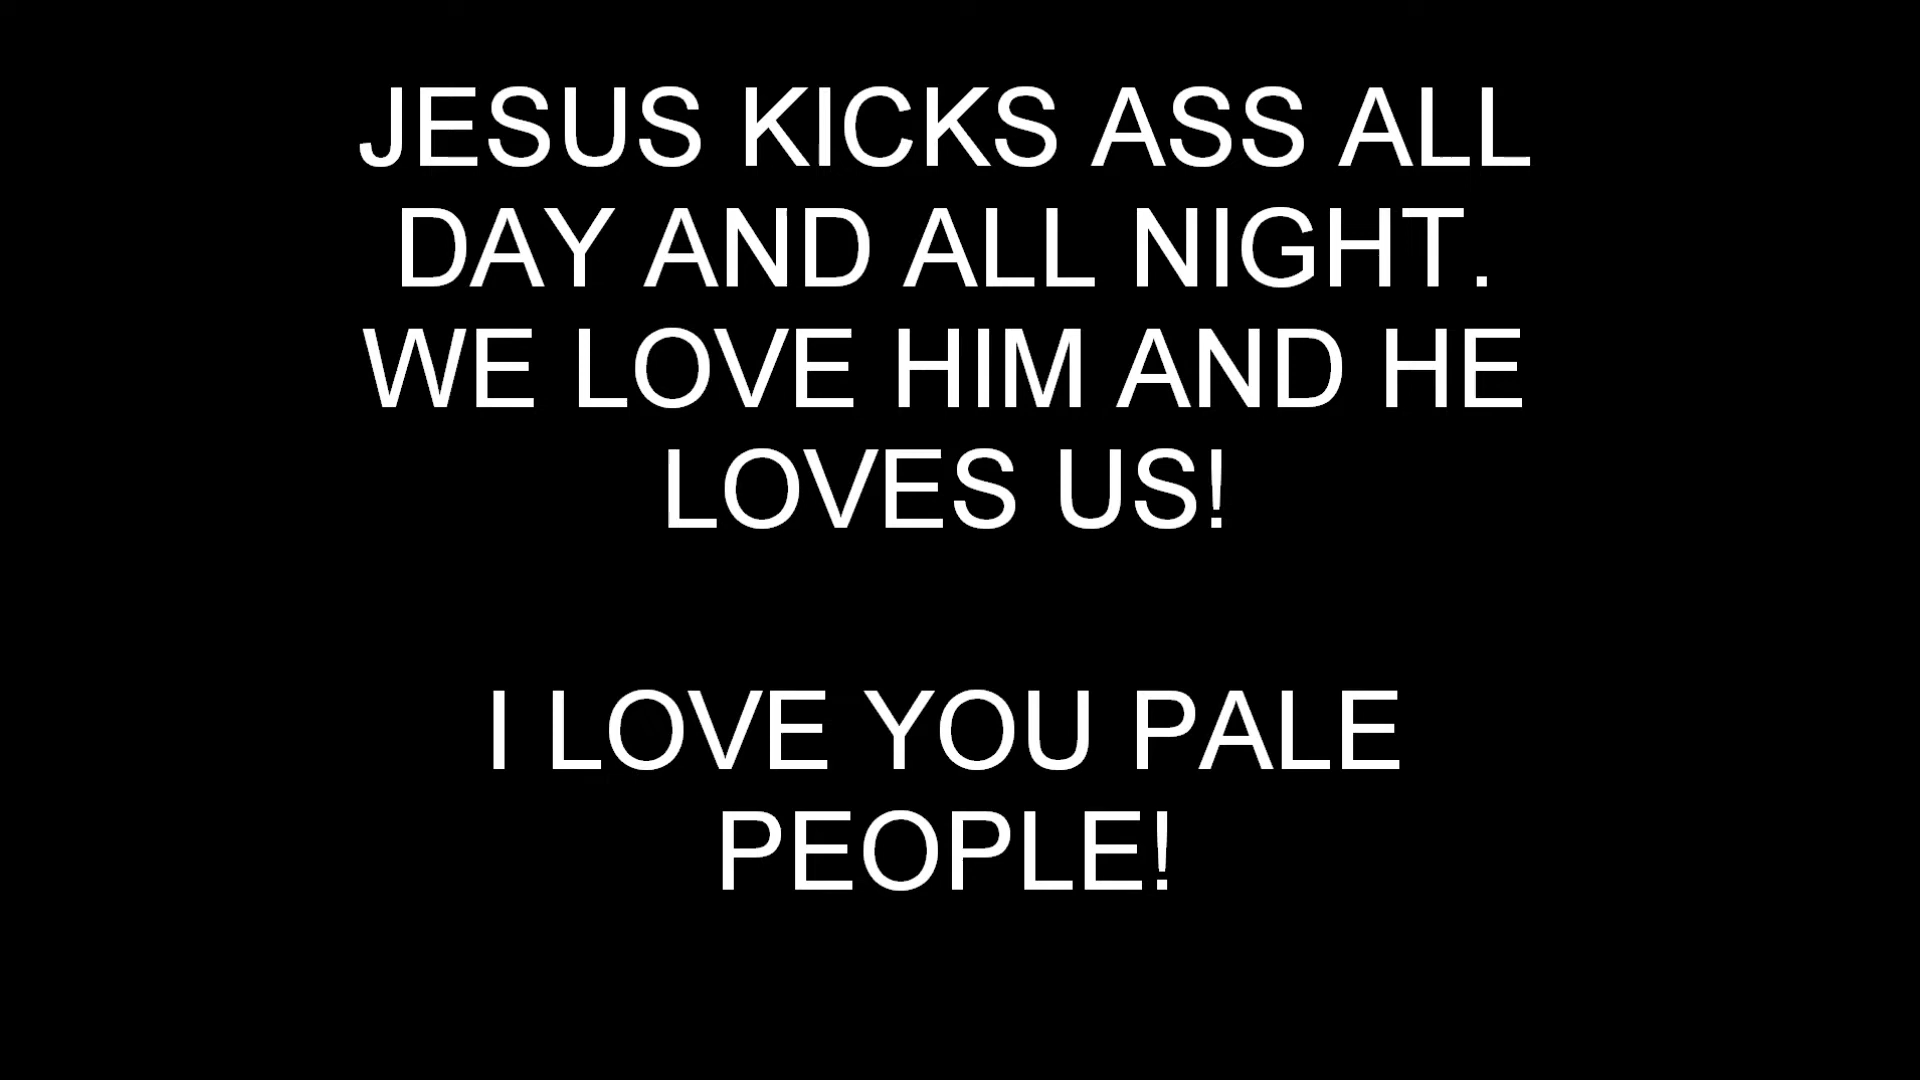 JESUS KICKS ASS ALL
DAY AND ALL NIGHT.
WE LOVE HIM AND HE
LOVES US!
I LOVE YOU PALE
PEOPLE!